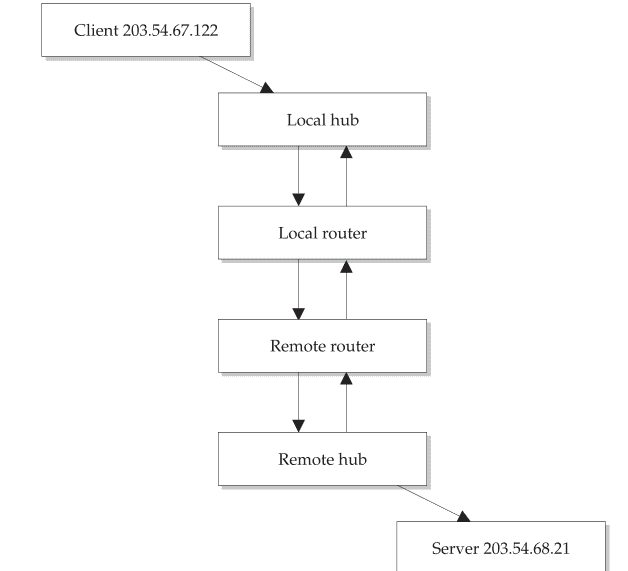 Client 203.54.67.122
Local hub
Local router
Remote router
Remote hub
Server 203.54.68.21